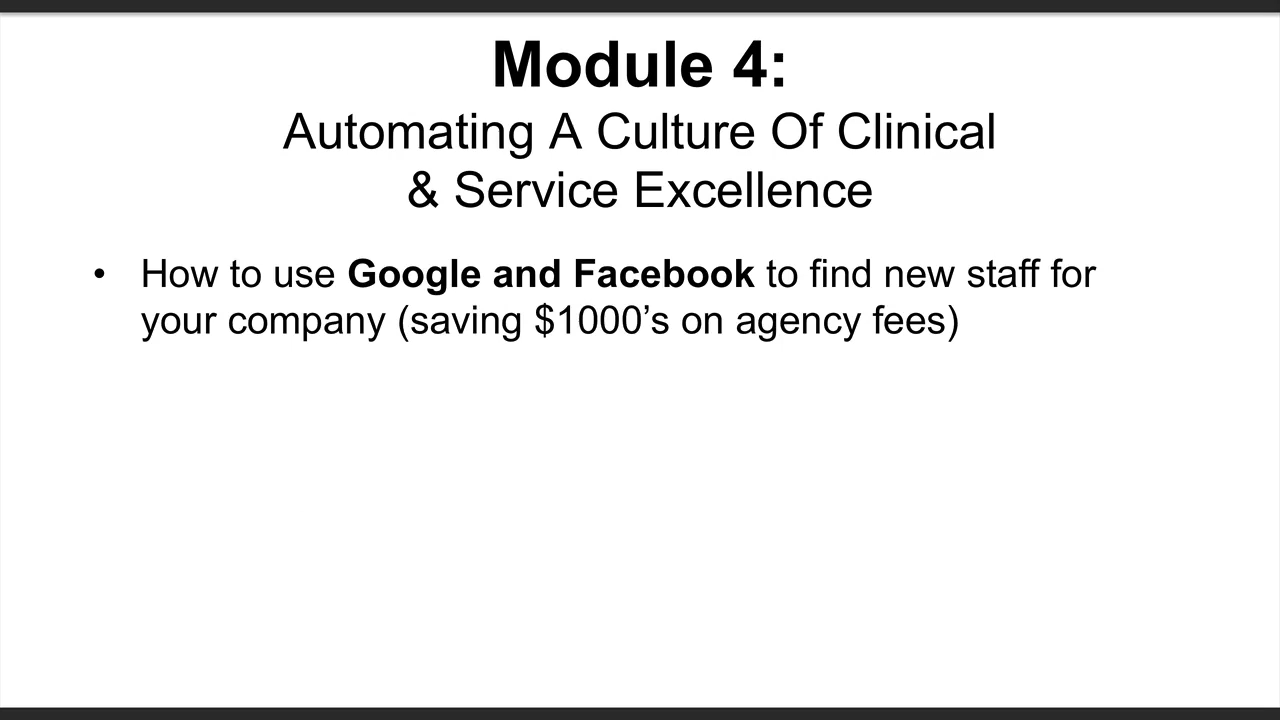 Module 4:
Automating A Culture Of Clinical
& Service Excellence
• How to use Google and Facebook to find new staff for
your company (saving $1000’s on agency fees)